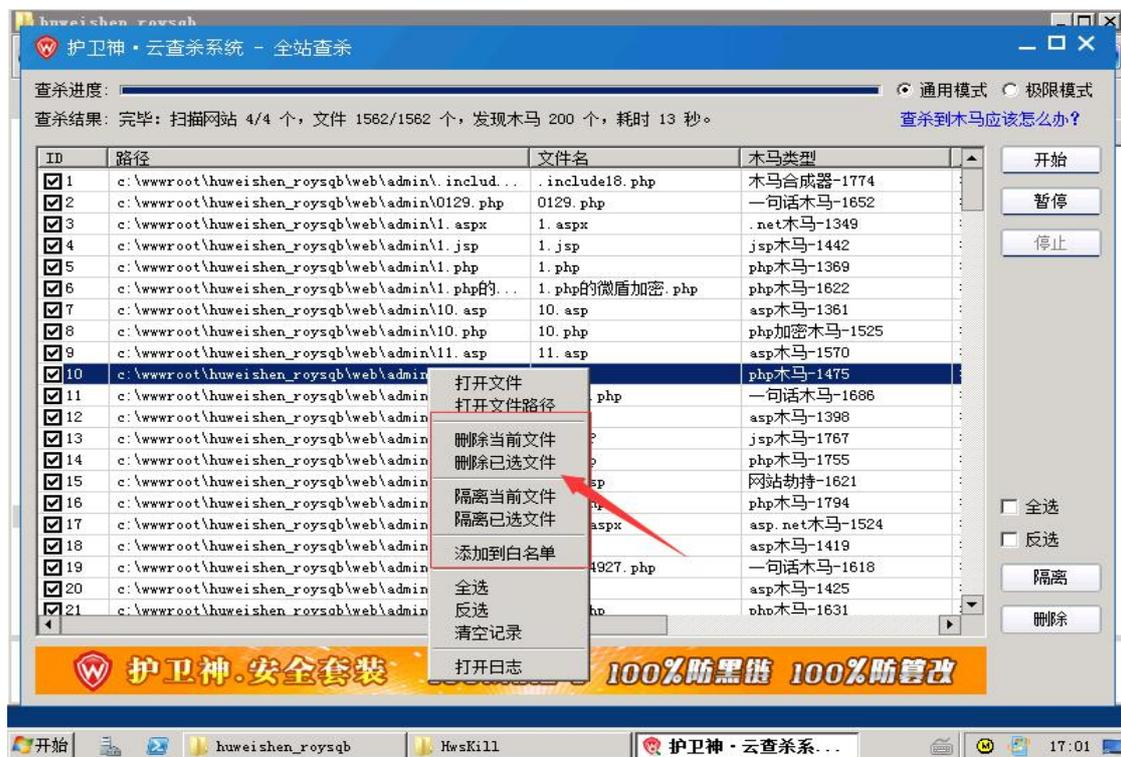 huweishen_roysqb
护卫神·云查杀系统 - 全站查杀
查杀进度:
通用模式 极限模式
查杀结果: 完毕: 扫描网站 4/4 个, 文件 1562/1562 个, 发现木马 200 个, 耗时 13 秒。
查杀到木马应该怎么办?
ID 路径 文件名 木马类型
1 c:\wwwroot\huweishen_roysqb\web\admin\.includ... .include18.php 木马合成器-1774
2 c:\wwwroot\huweishen_roysqb\web\admin\0129.php 0129.php 一句话木马-1652
3 c:\wwwroot\huweishen_roysqb\web\admin\1.aspx 1.aspx .net木马-1349
4 c:\wwwroot\huweishen_roysqb\web\admin\1.jsp 1.jsp jsp木马-1442
5 c:\wwwroot\huweishen_roysqb\web\admin\1.php 1.php php木马-1369
6 c:\wwwroot\huweishen_roysqb\web\admin\1.php的... 1.php的微盾加密.php php木马-1622
7 c:\wwwroot\huweishen_roysqb\web\admin\10.asp 10.asp asp木马-1361
8 c:\wwwroot\huweishen_roysqb\web\admin\10.php 10.php php加密木马-1525
9 c:\wwwroot\huweishen_roysqb\web\admin\11.asp 11.asp asp木马-1570
10 c:\wwwroot\huweishen_roysqb\web\admin php木马-1475
11 c:\wwwroot\huweishen_roysqb\web\admin .php 一句话木马-1686
12 c:\wwwroot\huweishen_roysqb\web\admin asp木马-1398
13 c:\wwwroot\huweishen_roysqb\web\admin jsp木马-1767
14 c:\wwwroot\huweishen_roysqb\web\admin php木马-1755
15 c:\wwwroot\huweishen_roysqb\web\admin sp 网站劫持-1621
16 c:\wwwroot\huweishen_roysqb\web\admin php木马-1794
17 c:\wwwroot\huweishen_roysqb\web\admin aspx asp.net木马-1524
18 c:\wwwroot\huweishen_roysqb\web\admin asp木马-1419
19 c:\wwwroot\huweishen_roysqb\web\admin 4927.php 一句话木马-1618
20 c:\wwwroot\huweishen_roysqb\web\admin asp木马-1425
21 c:\wwwroot\huweishen_roysqb\web\admin hp php木马-1631
打开文件
打开文件路径
删除当前文件
删除已选文件
隔离当前文件
隔离已选文件
添加到白名单
全选
反选
清空记录
打开日志
开始
暂停
停止
全选
反选
隔离
删除
护卫神.安全套装 100%防黑链 100%防篡改
开始 huweishen_roysqb HwsKill 护卫神·云查杀系... 17:01